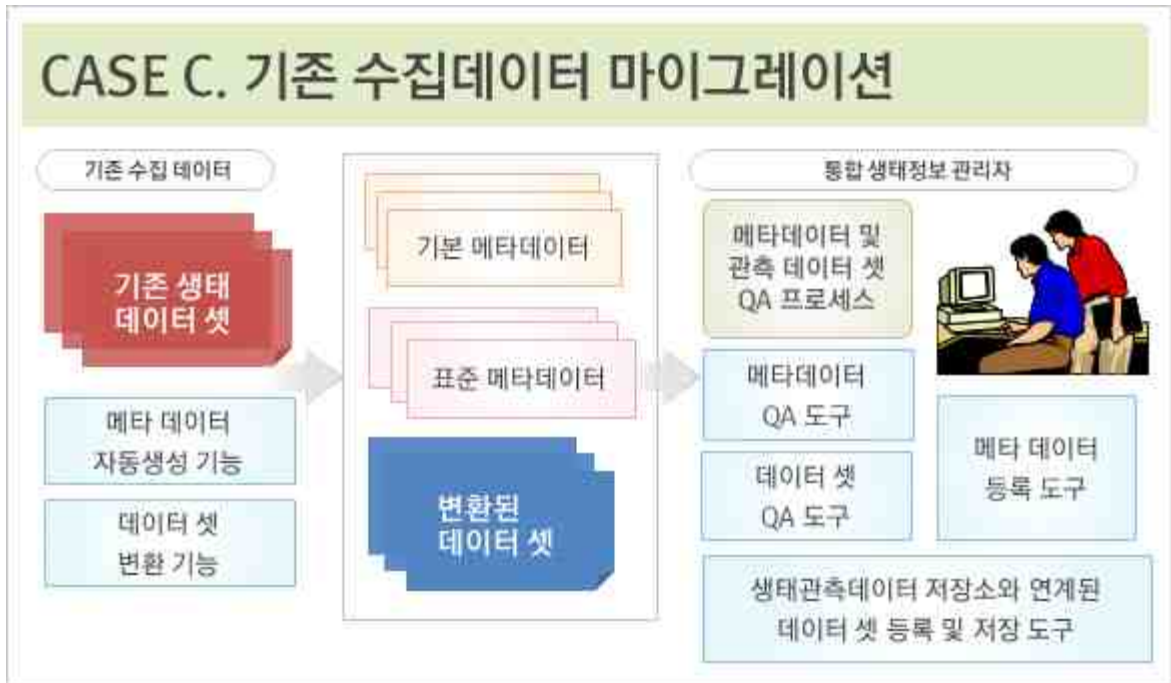 CASE C. 기존 수집데이터 마이그레이션
기존 수집 데이터
기존 생태
데이터 셋
메타 데이터
자동생성 기능
데이터 셋
변환 기능
기본 메타데이터
표준 메타데이터
변환된
데이터 셋
통합 생태정보 관리자
메타데이터 및
관측 데이터 셋
QA 프로세스
메타데이터
QA 도구
데이터 셋
QA 도구
메타 데이터
등록 도구
생태관측데이터 저장소와 연계된
데이터 셋 등록 및 저장 도구